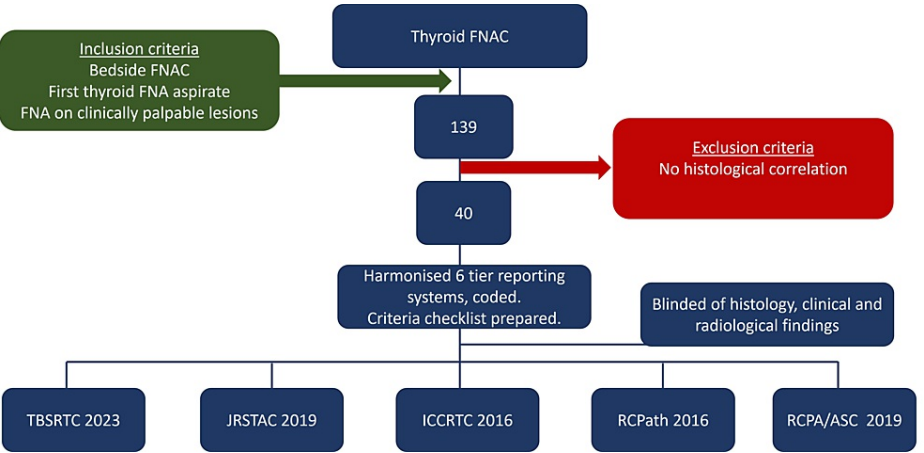 Thyroid FNAC
Inclusion criteria
Bedside FNAC
First thyroid FNA aspirate
FNA on clinically palpable lesions
139
Exclusion criteria
No histological correlation
40
Harmonised 6 tier reporting
systems, coded.
Criteria checklist prepared.
Blinded of histology, clinical and
radiological findings
TBSRTC 2023
JRSTAC 2019
ICCRTC 2016
RCPath 2016
RCPA/ASC 2019